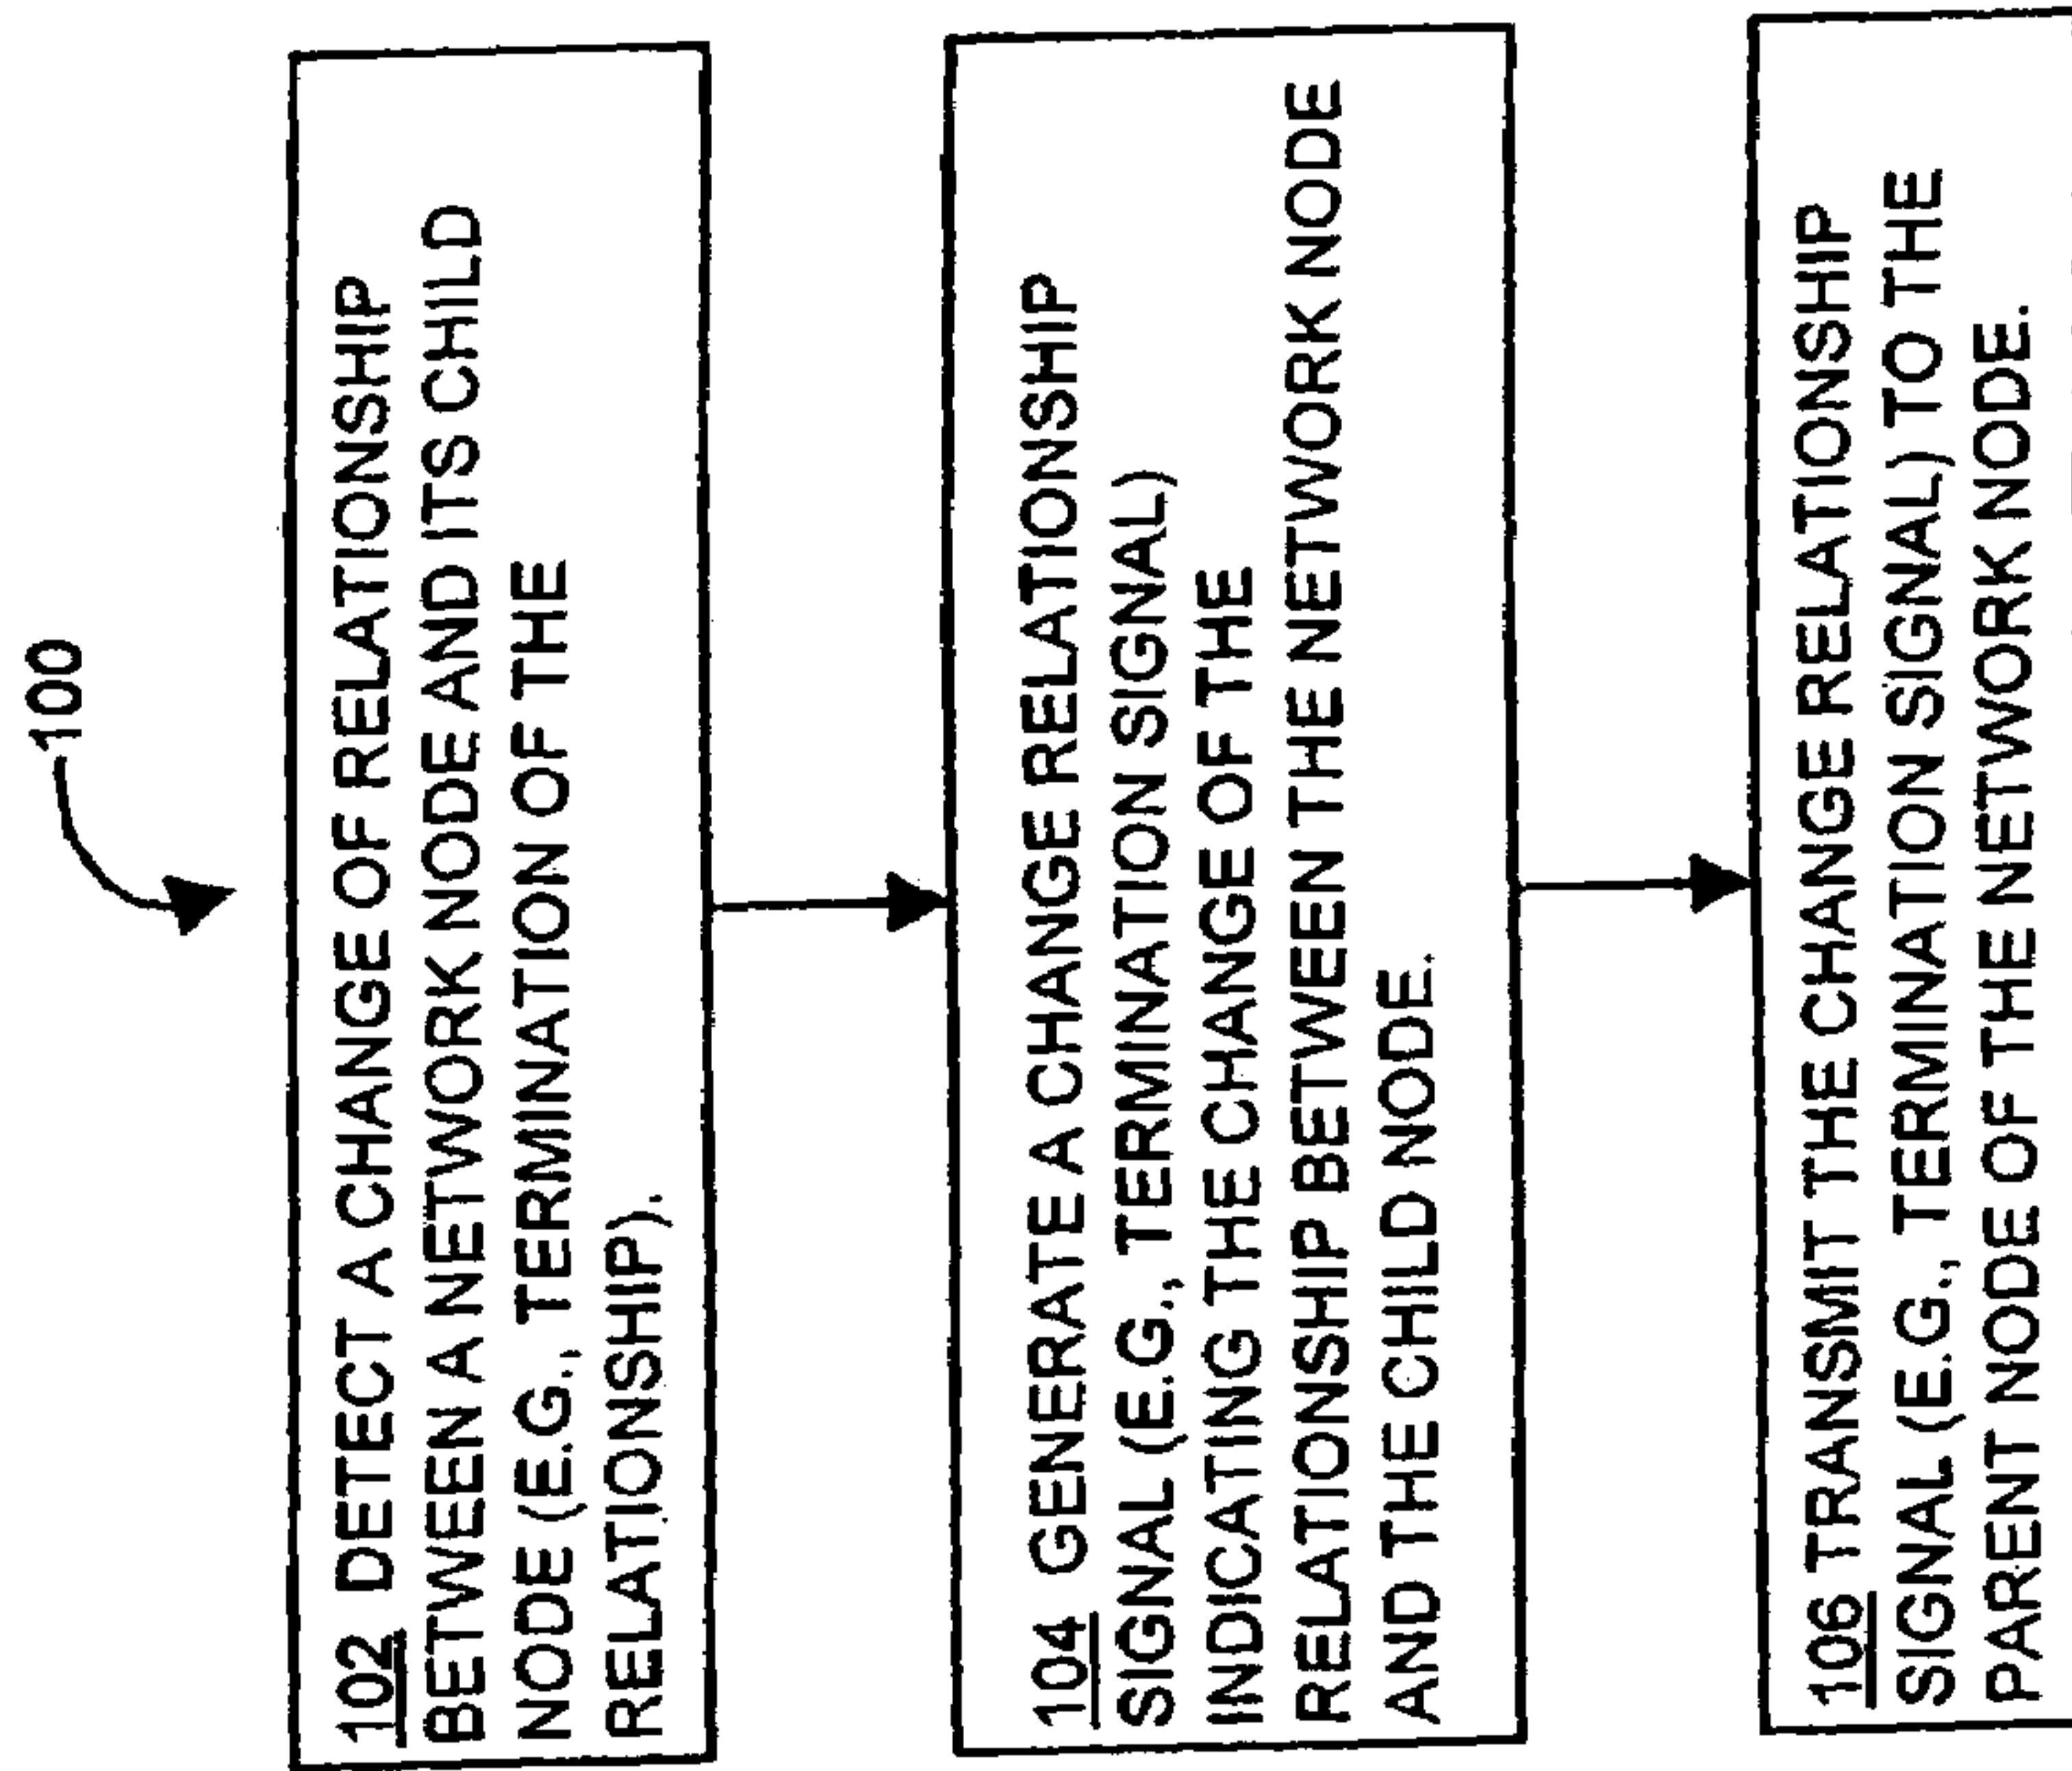 100
102 DETECT A CHANGE OF RELATIONSHIP
BETWEEN A NETWORK NODE AND ITS CHILD
NODE (E.G., TERMINATION OF THE
RELATIONSHIP).
104 GENERATE A CHANGE RELATIONSHIP
SIGNAL (E.G., TERMINATION SIGNAL)
INDICATING THE CHANGE OF THE
RELATIONSHIP BETWEEN THE NETWORK NODE
AND THE CHILD NODE.
106 TRANSMIT THE CHANGE RELATIONSHIP
SIGNAL (E.G., TERMINATION SIGNAL) TO THE
PARENT NODE OF THE NETWORK NODE.